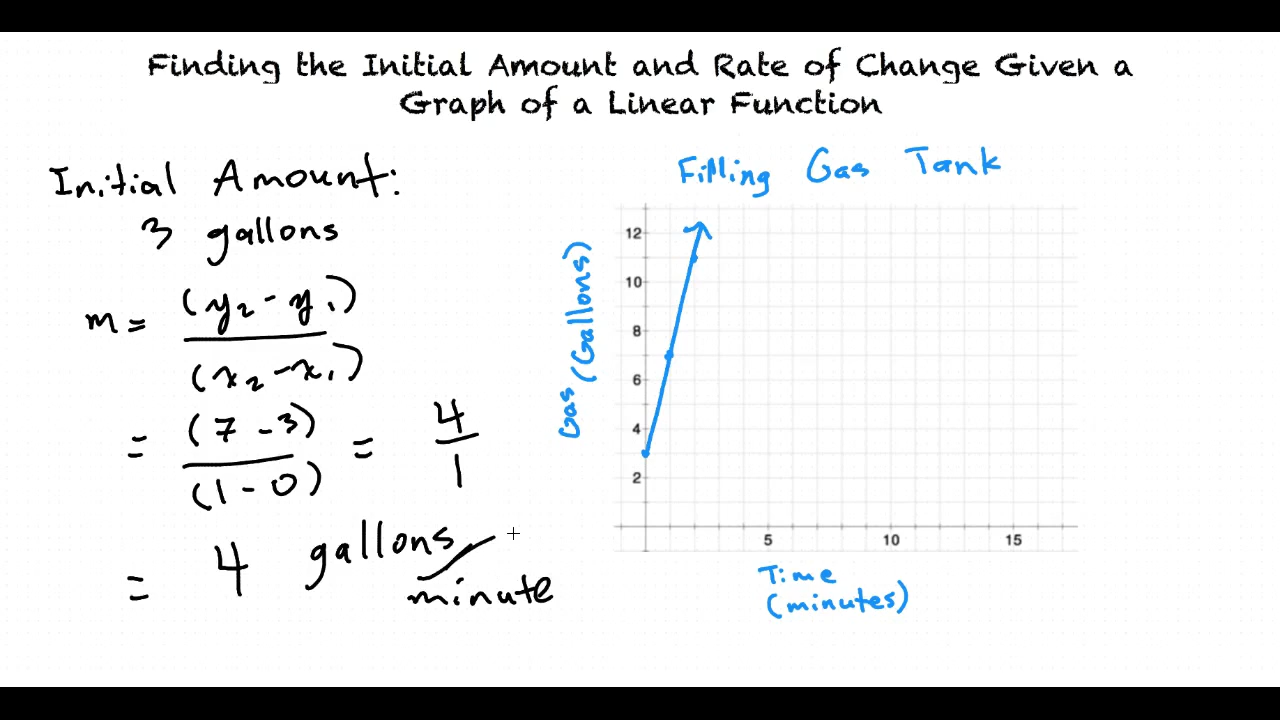 Finding the Initial Amount and Rate of Change Given a
Graph of a Linear Function
Initial Amount:
3 gallons
m = (y₂ - y₁)
(x₂ - x₁)
= (7 - 3) = 4
(1 - 0) 1
= 4 gallons/minute
Filling Gas Tank
Gas (Gallons)
12
10
8
6
4
2
5 10 15
Time
(minutes)